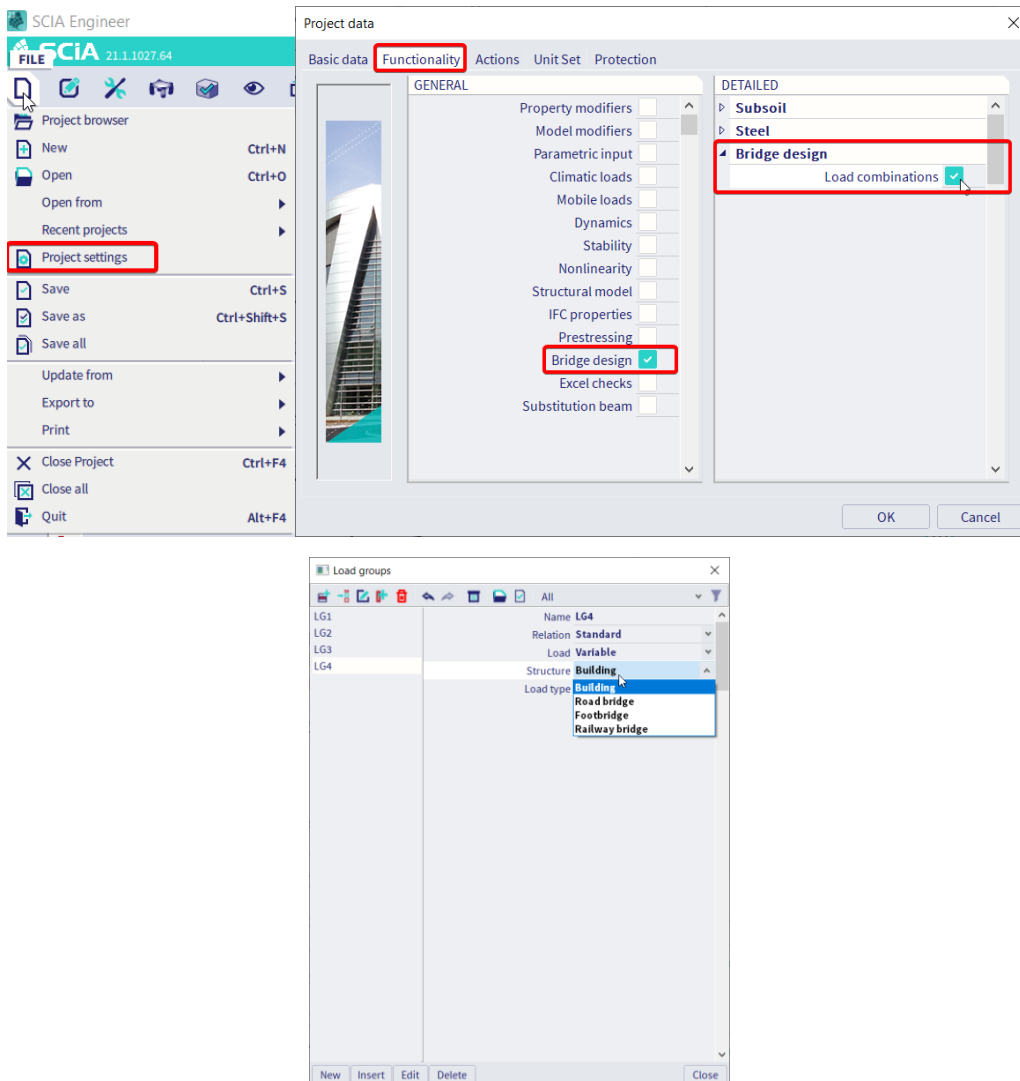 SCIA Engineer
FILE
SCiA 21.1.1027.64
Project browser
New Ctrl+N
Open Ctrl+O
Open from
Recent projects
Project settings
Save Ctrl+S
Save as Ctrl+Shift+S
Save all
Update from
Export to
Print
Close Project Ctrl+F4
Close all
Quit Alt+F4
Project data
Basic data Functionality Actions Unit Set Protection
GENERAL
Property modifiers
Model modifiers
Parametric input
Climatic loads
Mobile loads
Dynamics
Stability
Nonlinearity
Structural model
IFC properties
Prestressing
Bridge design
Excel checks
Substitution beam
DETAILED
Subsoil
Steel
Bridge design
Load combinations
OK Cancel
Load groups
All
LG1
LG2
LG3
LG4
Name LG4
Relation Standard
Load Variable
Structure Building
Load type Building
Road bridge
Footbridge
Railway bridge
New Insert Edit Delete Close